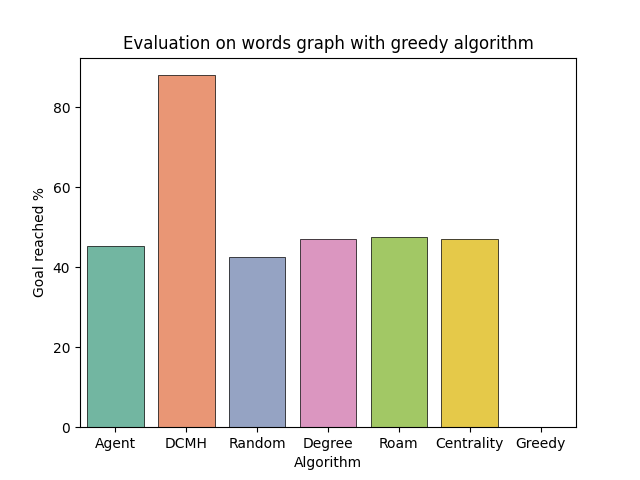 Evaluation on words graph with greedy algorithm
Goal reached %
80
60
40
20
0
Agent DCMH Random Degree Roam Centrality Greedy
Algorithm